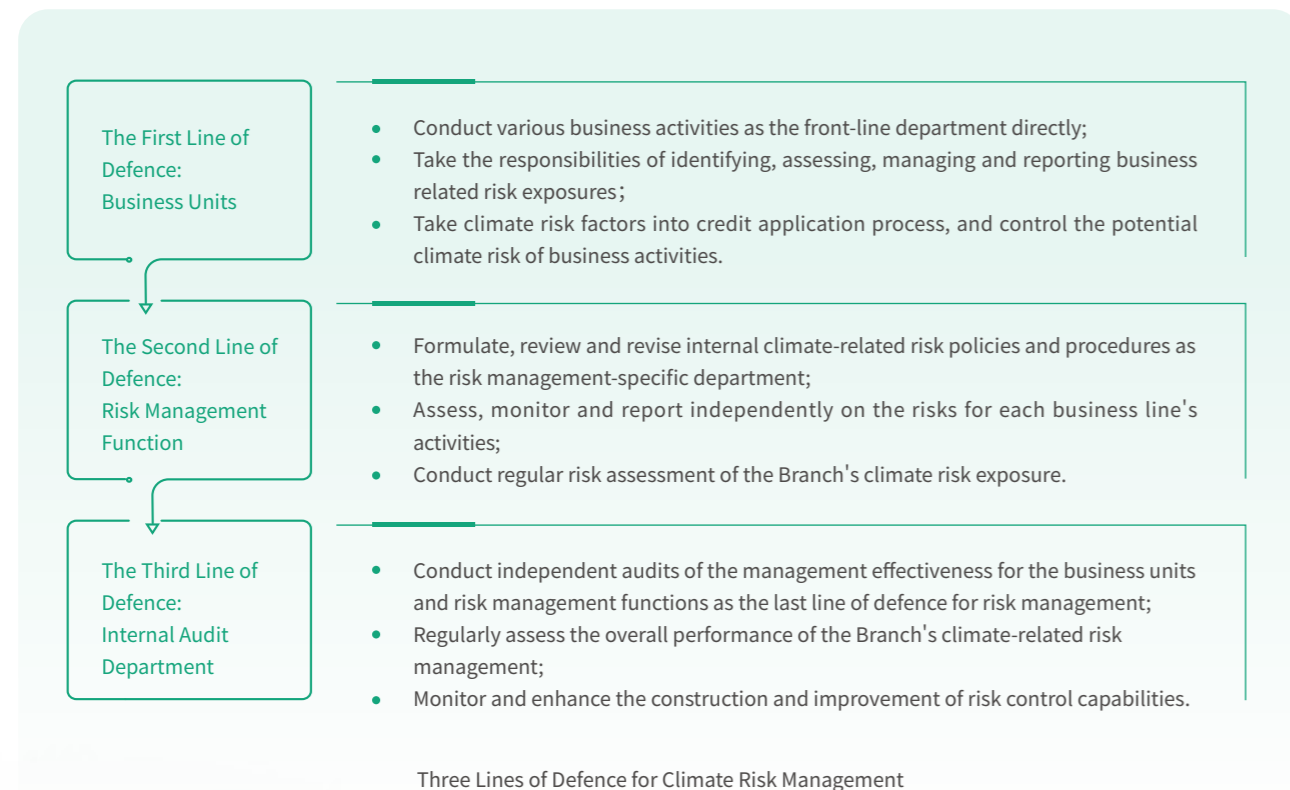 The First Line of
Defence:
Business Units
• Conduct various business activities as the front-line department directly;
• Take the responsibilities of identifying, assessing, managing and reporting business
related risk exposures；
• Take climate risk factors into credit application process, and control the potential
climate risk of business activities.
The Second Line of
Defence:
Risk Management
Function
• Formulate, review and revise internal climate-related risk policies and procedures as
the risk management-specific department;
• Assess, monitor and report independently on the risks for each business line's
activities;
• Conduct regular risk assessment of the Branch's climate risk exposure.
The Third Line of
Defence:
Internal Audit
Department
• Conduct independent audits of the management effectiveness for the business units
and risk management functions as the last line of defence for risk management;
• Regularly assess the overall performance of the Branch's climate-related risk
management;
• Monitor and enhance the construction and improvement of risk control capabilities.
Three Lines of Defence for Climate Risk Management